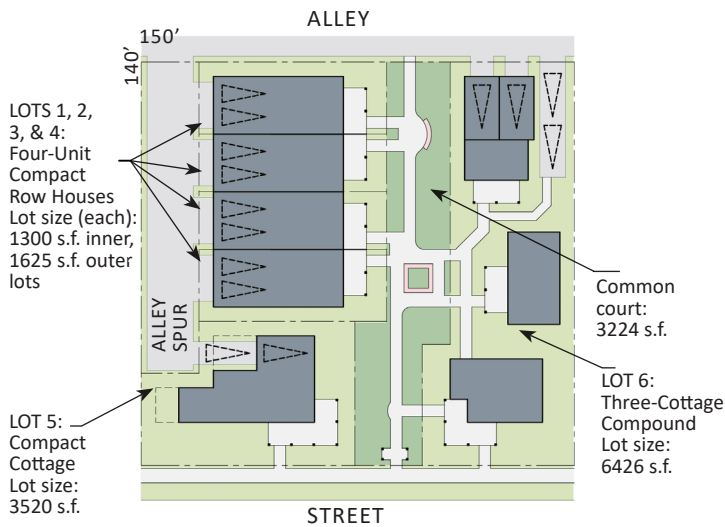 ALLEY
150’
140’
LOTS 1, 2,
3, & 4:
Four-Unit
Compact
Row Houses
Lot size (each):
1300 s.f. inner,
1625 s.f. outer
lots
ALLEY
SPUR
Common
court:
3224 s.f.
LOT 5:
Compact
Cottage
Lot size:
3520 s.f.
LOT 6:
Three-Cottage
Compound
Lot size:
6426 s.f.
STREET